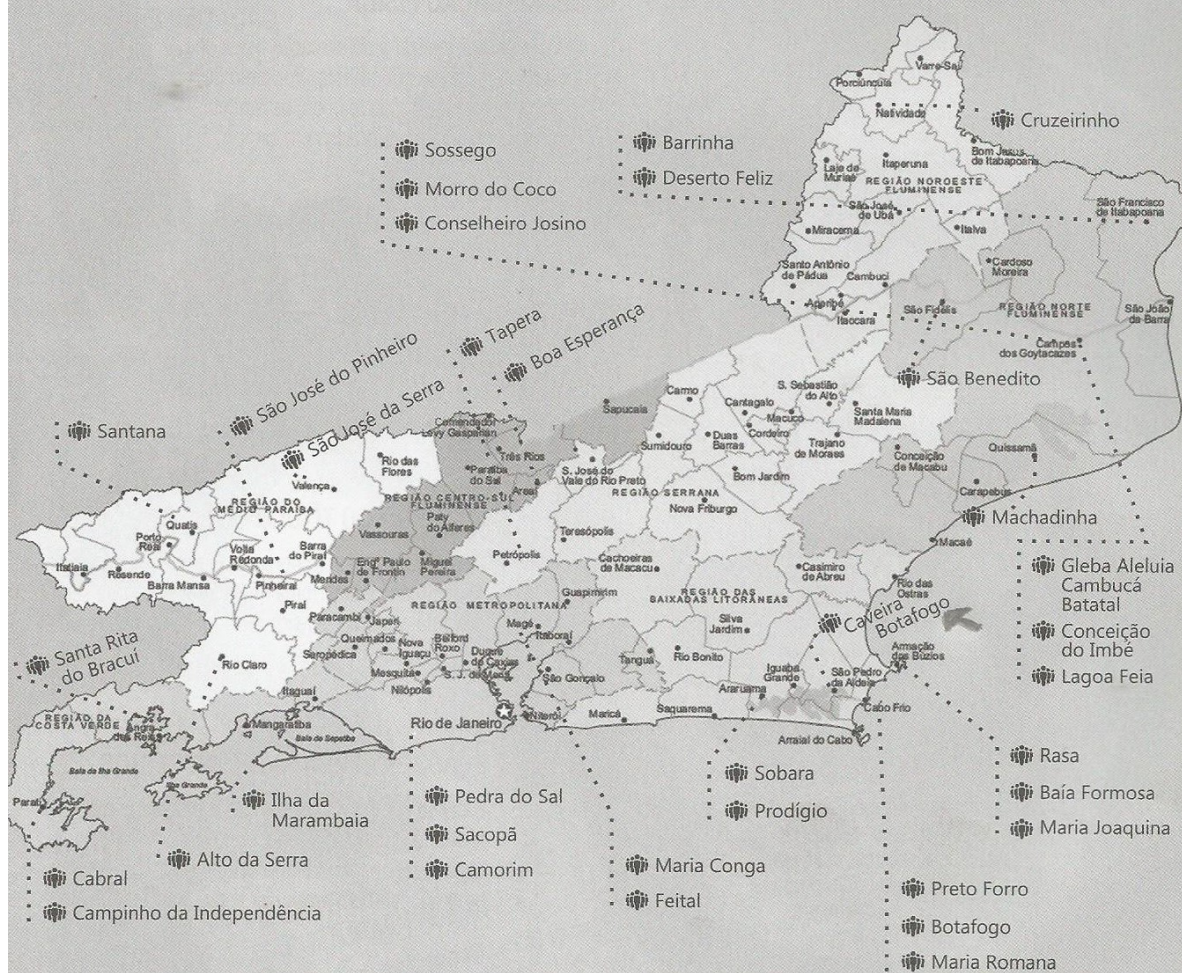 Varre-Sai
Porciúncula
Natividade
Cruzeirinho
Sossego
Morro do Coco
Conselheiro Josino
Barrinha
Deserto Feliz
Bom Jesus
de Itabapoana
Itaperuna
Laje de
Muriaé
REGIÃO NOROESTE
FLUMINENSE
São José
de Ubá
Miracema
Italva
São Francisco
de Itabapoana
Cardoso
Moreira
Santo Antônio
de Pádua
Cambuci
Aperibé
Itaocara
São Fidélis
REGIÃO NORTE
FLUMINENSE
São João
da Barra
Campos
dos Goytacazes
São Benedito
Tapera
Boa Esperança
São José do Pinheiro
São José da Serra
Santana
Sapucaia
Carmo
Cantagalo
S. Sebastião
do Alto
Macuco
Cordeiro
Santa Maria
Madalena
Duas
Barras
Trajano
de Moraes
Sumidouro
Conceição
de Macabu
Quissamã
Carapebus
Comendador
Levy Gasparian
Três Rios
Paraíba
do Sul
Areal
S. José do
Vale do Rio Preto
Bom Jardim
REGIÃO SERRANA
Nova Friburgo
Rio das
Flores
Valença
REGIÃO DO
MÉDIO PARAÍBA
REGIÃO CENTRO-SUL
FLUMINENSE
Paty
do Alferes
Vassouras
Quatis
Porto
Real
Volta
Redonda
Barra
do Piraí
Mendes
Engº Paulo
de Frontin
Miguel
Pereira
Petrópolis
Teresópolis
Cachoeiras
de Macacu
Casimiro
de Abreu
Macaé
Machadinha
Itatiaia
Resende
Barra Mansa
Pinheiral
Piraí
Rio das
Ostras
Gleba Aleluia
Cambucá
Batatal
Conceição
do Imbé
Lagoa Feia
REGIÃO METROPOLITANA
Guapimirim
REGIÃO DAS
BAIXADAS LITORÂNEAS
Silva
Jardim
Caveira
Botafogo
Paracambi
Japeri
Magé
Itaboraí
Queimados
Nova
Iguaçu
Belford
Roxo
Duque
de Caxias
Seropédica
Mesquita
S. J. de Meriti
Nilópolis
São Gonçalo
Tanguá
Rio Bonito
Iguaba
Grande
São Pedro
da Aldeia
Armação
dos Búzios
Santa Rita
do Bracuí
Rio Claro
Itaguaí
Araruama
Cabo Frio
Mangaratiba
Baía de Sepetiba
Rio de Janeiro
Niterói
Maricá
Saquarema
Arraial do Cabo
REGIÃO DA
COSTA VERDE
Angra
dos Reis
Baía da Ilha Grande
Ilha Grande
Parati
Rasa
Baía Formosa
Maria Joaquina
Sobara
Prodígio
Ilha da
Marambaia
Pedra do Sal
Sacopã
Camorim
Alto da Serra
Maria Conga
Feital
Cabral
Campinho da Independência
Preto Forro
Botafogo
Maria Romana